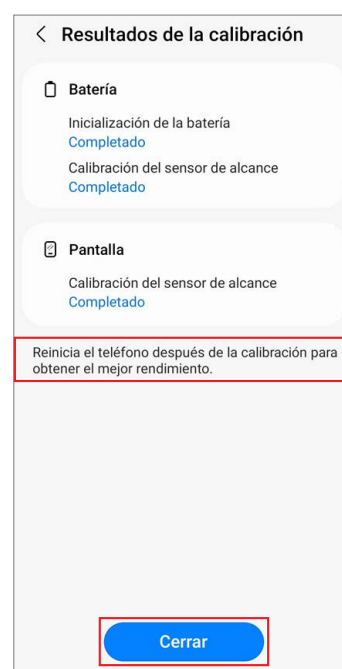 Resultados de la calibración
Batería
Inicialización de la batería
Completado
Calibración del sensor de alcance
Completado
Pantalla
Calibración del sensor de alcance
Completado
Reinicia el teléfono después de la calibración para
obtener el mejor rendimiento.
Cerrar